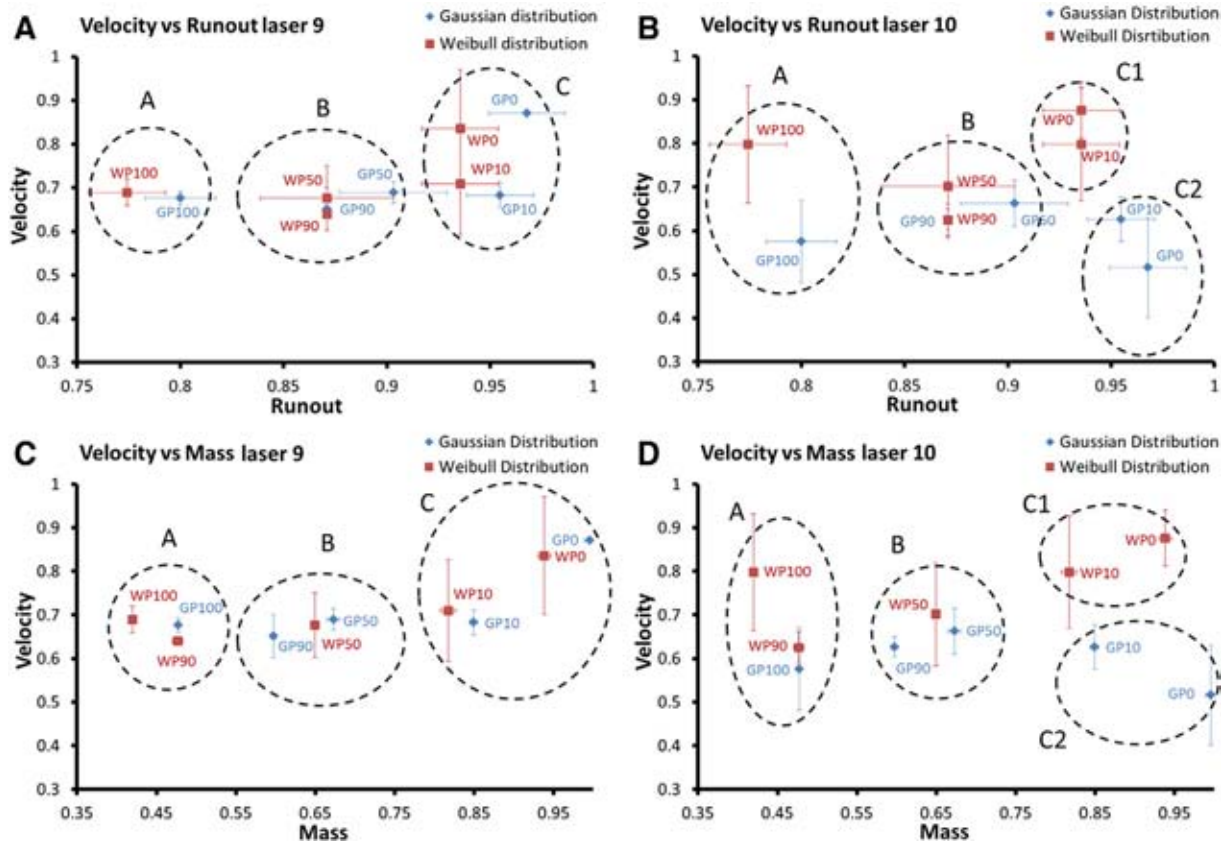 A
Velocity vs Runout laser 9
Gaussian distribution
Weibull distribution
Velocity
1
0.9
0.8
0.7
0.6
0.5
0.4
0.3
A
B
C
WP100
GP100
WP50
GP50
GP90
WP90
GP0
WP0
WP10
GP10
0.75
0.8
0.85
0.9
0.95
1
Runout
B
Velocity vs Runout laser 10
Gaussian Distribution
Weibull Disrtibution
Velocity
1
0.9
0.8
0.7
0.6
0.5
0.4
0.3
A
B
C1
C2
WP100
GP100
WP50
GP90
WP90
GP50
WP0
WP10
GP10
GP0
0.75
0.8
0.85
0.9
0.95
1
Runout
C
Velocity vs Mass laser 9
Gaussian Distribution
Weibull Distribution
Velocity
1
0.9
0.8
0.7
0.6
0.5
0.4
0.3
A
B
C
WP100
GP100
WP90
GP90
GP50
WP50
WP10
GP10
GP0
WP0
0.35
0.45
0.55
0.65
0.75
0.85
0.95
Mass
D
Velocity vs Mass laser 10
Gaussian Distribution
Weibull Distribution
Velocity
1
0.9
0.8
0.7
0.6
0.5
0.4
0.3
A
B
C1
C2
WP100
WP90
GP100
WP50
GP50
GP90
WP0
WP10
GP10
GP0
0.35
0.45
0.55
0.65
0.75
0.85
0.95
Mass